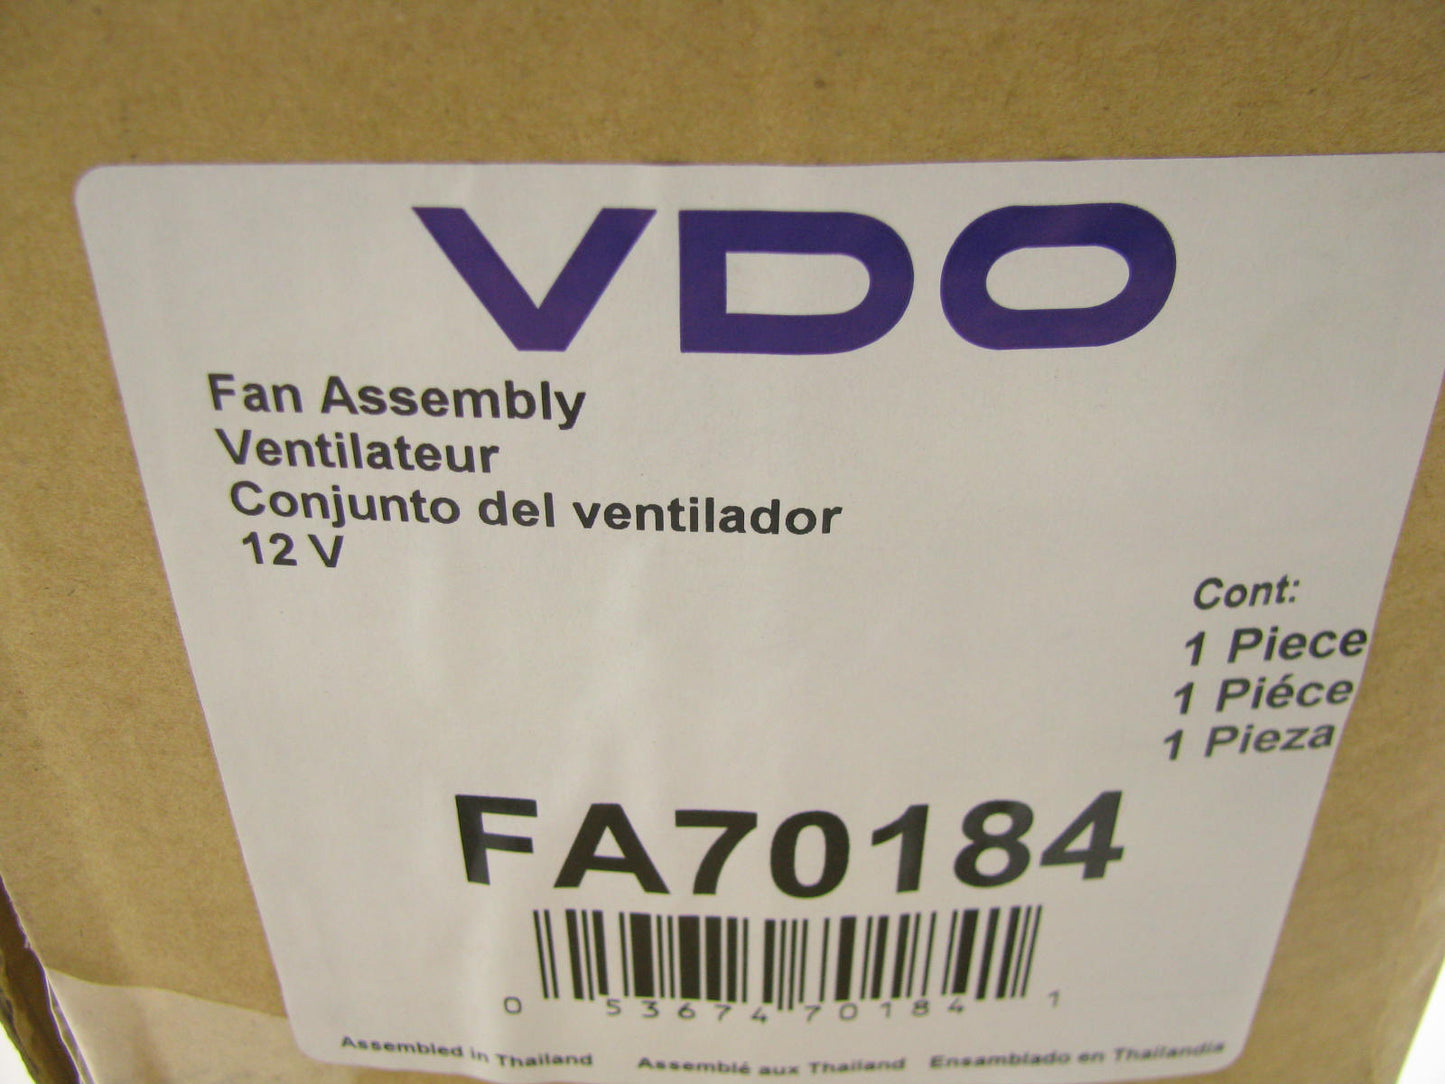 VDO
Fan Assembly
Ventilateur
Conjunto del ventilador
12 V
Cont:
1 Piece
1 Piéce
1 Pieza
FA70184
0 53674 70184 1
Assembled in Thailand Assemblé aux Thailand Ensamblado en Thailandia